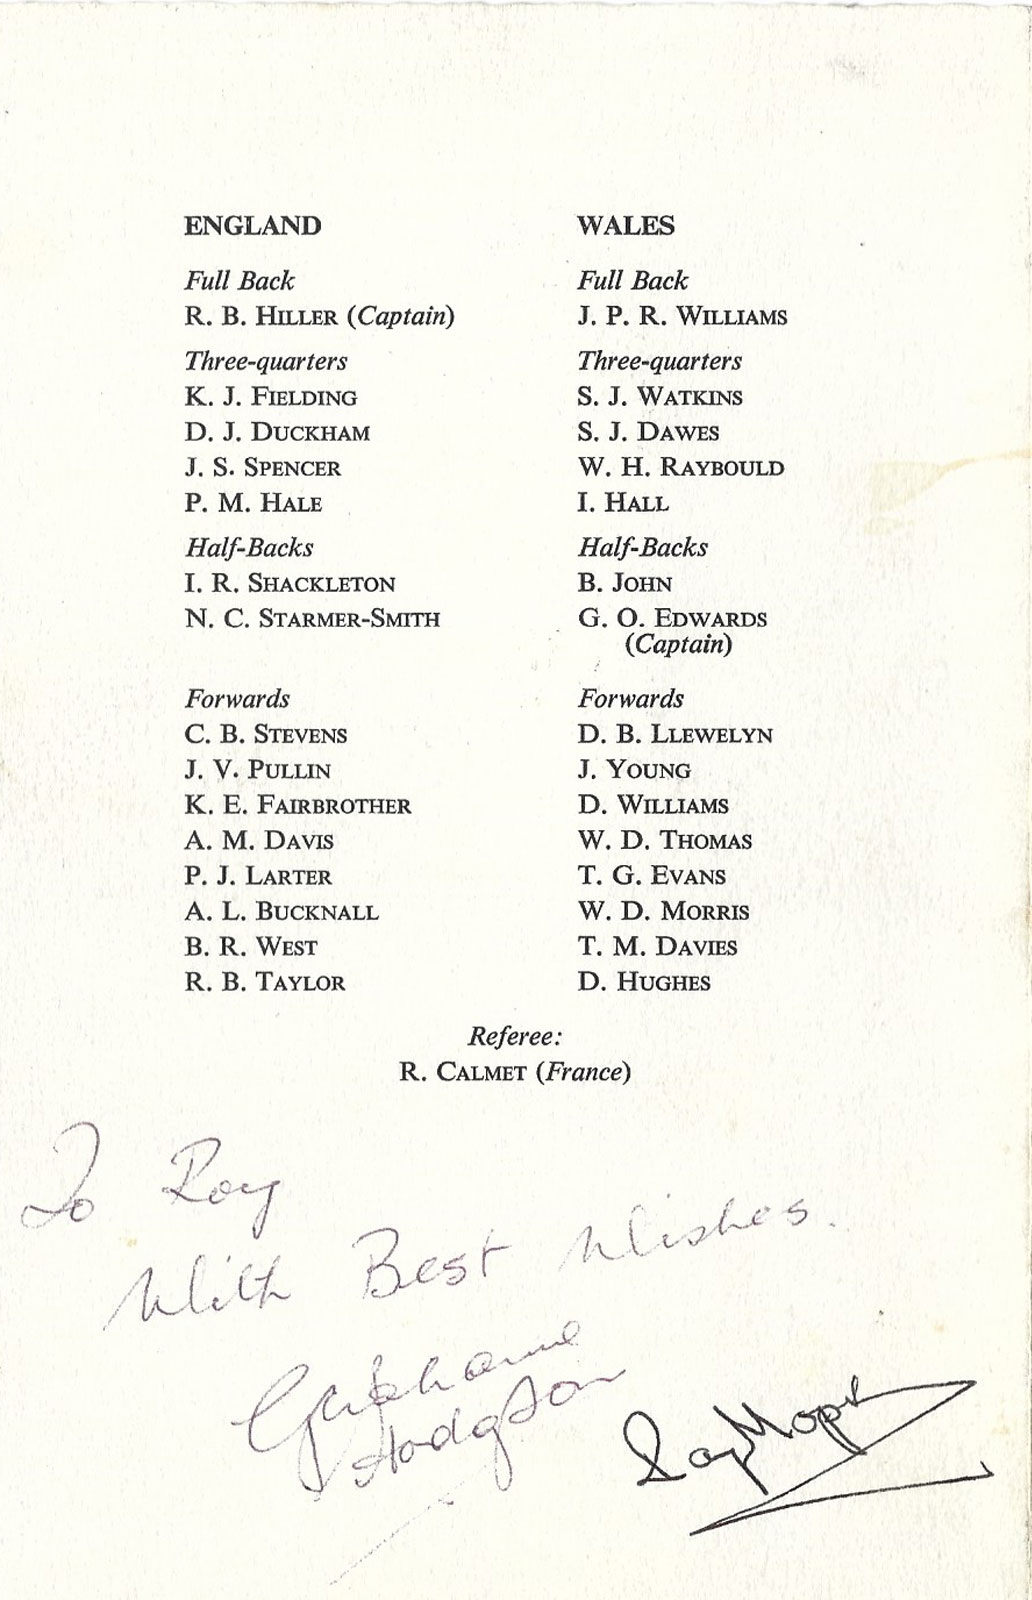 ENGLAND
Full Back
R. B. HILLER (Captain)
Three-quarters
K. J. FIELDING
D. J. DUCKHAM
J. S. SPENCER
P. M. HALE
Half-Backs
I. R. SHACKLETON
N. C. STARMER-SMITH
Forwards
C. B. STEVENS
J. V. PULLIN
K. E. FAIRBROTHER
A. M. DAVIS
P. J. LARTER
A. L. BUCKNALL
B. R. WEST
R. B. TAYLOR
WALES
Full Back
J. P. R. WILLIAMS
Three-quarters
S. J. WATKINS
S. J. DAWES
W. H. RAYBOULD
I. HALL
Half-Backs
B. JOHN
G. O. EDWARDS
(Captain)
Forwards
D. B. LLEWELYN
J. YOUNG
D. WILLIAMS
W. D. THOMAS
T. G. EVANS
W. D. MORRIS
T. M. DAVIES
D. HUGHES
Referee:
R. CALMET (France)
To Roy
With Best Wishes.
Hodgson
Ray